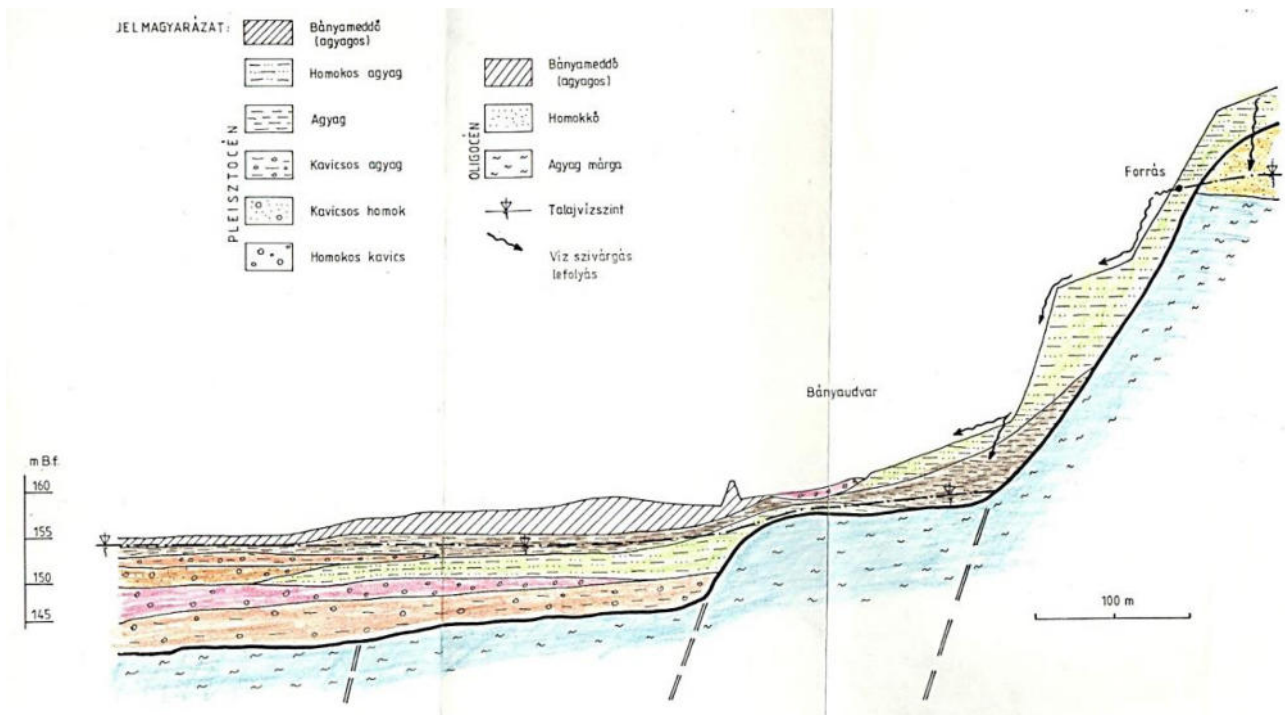 JELMAGYARÁZAT:
Bányameddő
(agyagos)
Homokos agyag
Agyag
Kavicsos agyag
Kavicsos homok
Homokos kavics
PLEISZTOCÉN
Bányameddő
(agyagos)
Homokkő
Agyag márga
OLIGOCÉN
Talajvízszint
Víz szivárgás
lefolyás
Forrás
Bányaudvar
m B.f.
160
155
150
145
100 m